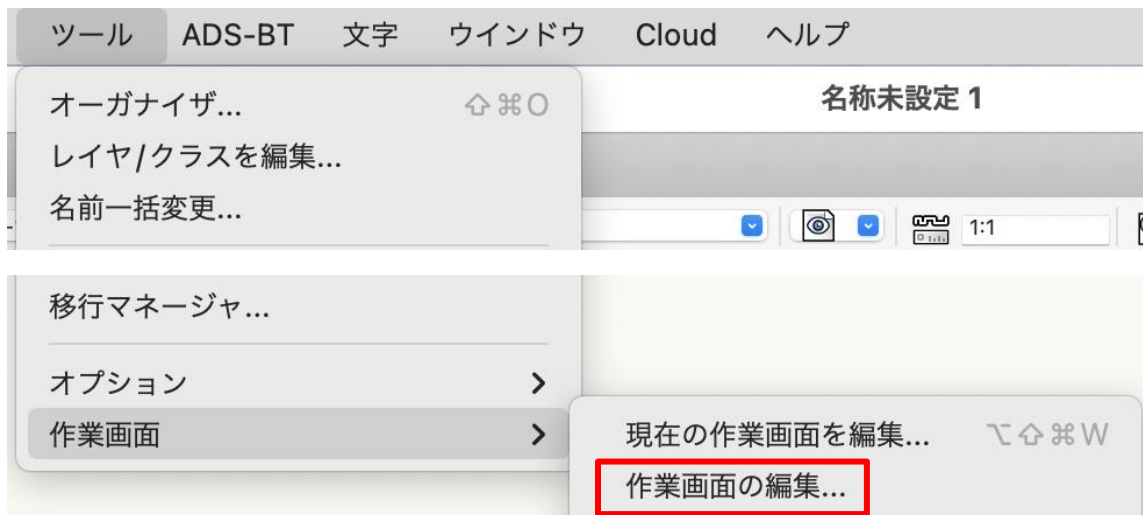 ツール ADS-BT 文字 ウインドウ Cloud ヘルプ
オーガナイザ... ⇧⌘O
名称未設定 1
レイヤ/クラスを編集...
名前一括変更...
1:1
移行マネージャ...
オプション
作業画面
現在の作業画面を編集... ⌥⇧⌘W
作業画面の編集...